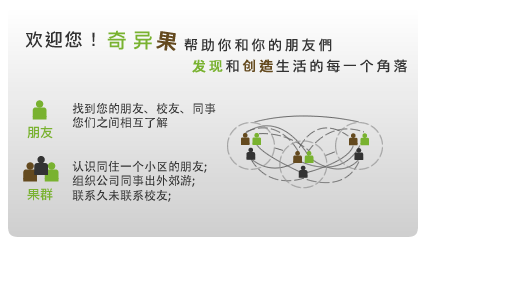 欢迎您！奇异果 帮助你和你的朋友們
发现和创造生活的每一个角落
朋友
找到您的朋友、校友、同事
您们之间相互了解
果群
认识同住一个小区的朋友;
组织公司同事出外郊游;
联系久未联系校友;